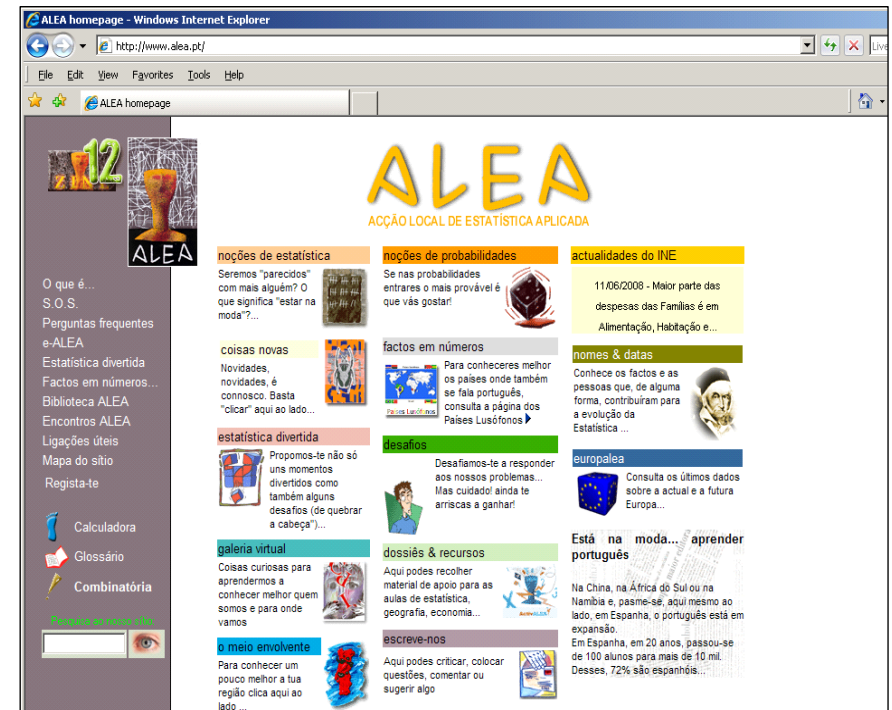 ALEA homepage - Windows Internet Explorer
http://www.alea.pt/
Live
File Edit View Favorites Tools Help
ALEA homepage
12
ALEA
O que é...
S.O.S.
Perguntas frequentes
e-ALEA
Estatística divertida
Factos em números...
Biblioteca ALEA
Encontros ALEA
Ligações úteis
Mapa do sítio
Regista-te
Calculadora
Glossário
Combinatória
Pesquisa ao nosso sítio
ALEA
ACÇÃO LOCAL DE ESTATÍSTICA APLICADA
noções de estatística
Seremos "parecidos"
com mais alguém? O
que significa "estar na
moda"?...
coisas novas
Novidades,
novidades, é
connosco. Basta
"clicar" aqui ao lado...
estatística divertida
Propomos-te não só
uns momentos
divertidos como
também alguns
desafios (de quebrar
a cabeça")...
galeria virtual
Coisas curiosas para
aprendermos a
conhecer melhor quem
somos e para onde
vamos
o meio envolvente
Para conhecer um
pouco melhor a tua
região clica aqui ao
lado ...
noções de probabilidades
Se nas probabilidades
entrares o mais provável é
que vás gostar!
factos em números
Países Lusófonos
Para conheceres melhor
os países onde também
se fala português,
consulta a página dos
Países Lusófonos
desafios
Desafiamos-te a responder
aos nossos problemas...
Mas cuidado! ainda te
arriscas a ganhar!
dossiês & recursos
Aqui podes recolher
material de apoio para as
aulas de estatística,
geografia, economia...
escreve-nos
Aqui podes criticar, colocar
questões, comentar ou
sugerir algo
actualidades do INE
11/06/2008 - Maior parte das
despesas das Famílias é em
Alimentação, Habitação e...
nomes & datas
Conhece os factos e as
pessoas que, de alguma
forma, contribuíram para
a evolução da
Estatística ...
europalea
Consulta os últimos dados
sobre a actual e a futura
Europa...
Está na moda... aprender
português
Na China, na África do Sul ou na
Namíbia e, pasme-se, aqui mesmo ao
lado, em Espanha, o português está em
expansão.
Em Espanha, em 20 anos, passou-se
de 100 alunos para mais de 10 mil.
Desses, 72% são espanhóis...